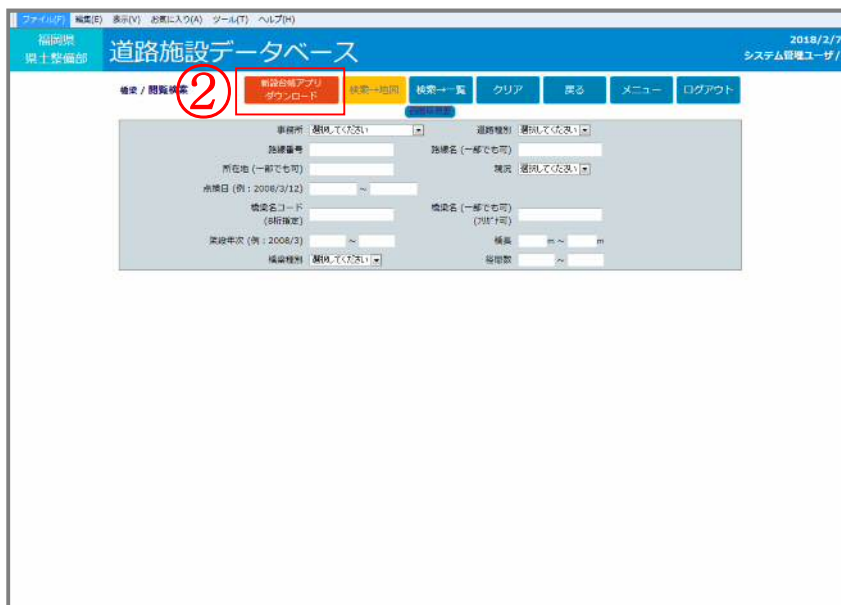 ファイル(F) 編集(E) 表示(V) お気に入り(A) ツール(T) ヘルプ(H)
福岡県
県土整備部
道路施設データベース
2018/2/7
システム管理ユーザ/
橋梁 / 閲覧検索
②
新設台帳アプリ
ダウンロード
検索→地図
検索→一覧
クリア
戻る
メニュー
ログアウト
事務所 選択してください
道路種別 選択してください
路線番号
路線名 (一部でも可)
所在地 (一部でも可)
現況 選択してください
点検日 (例：2008/3/12) ～
橋梁名コード
(8桁指定)
橋梁名 (一部でも可)
(フリガナ可)
架設年次 (例：2008/3) ～
橋長 m ～ m
橋梁種別 選択してください
径間数 ～